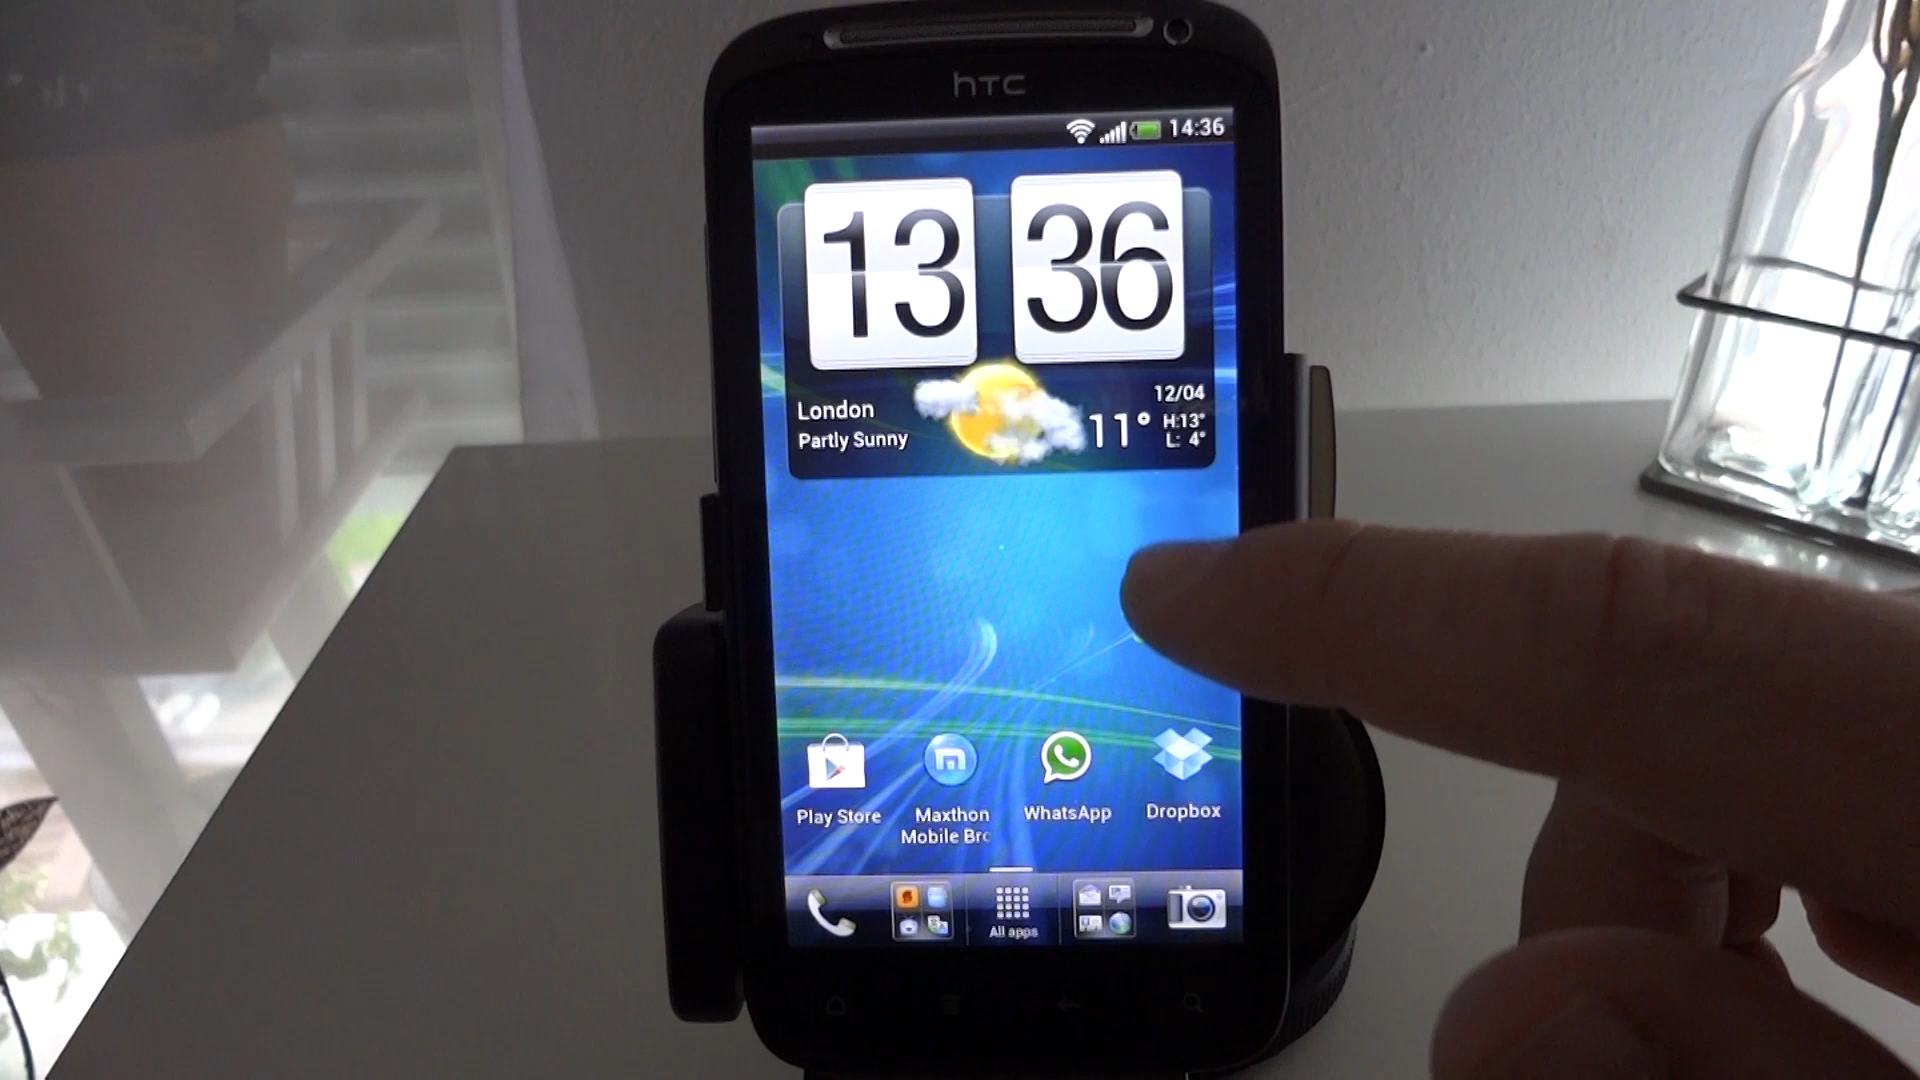 hTC
14:36
13 36
12/04
London
11° H:13°
Partly Sunny
L: 4°
Play Store
Maxthon
Mobile Brc
WhatsApp
Dropbox
All apps